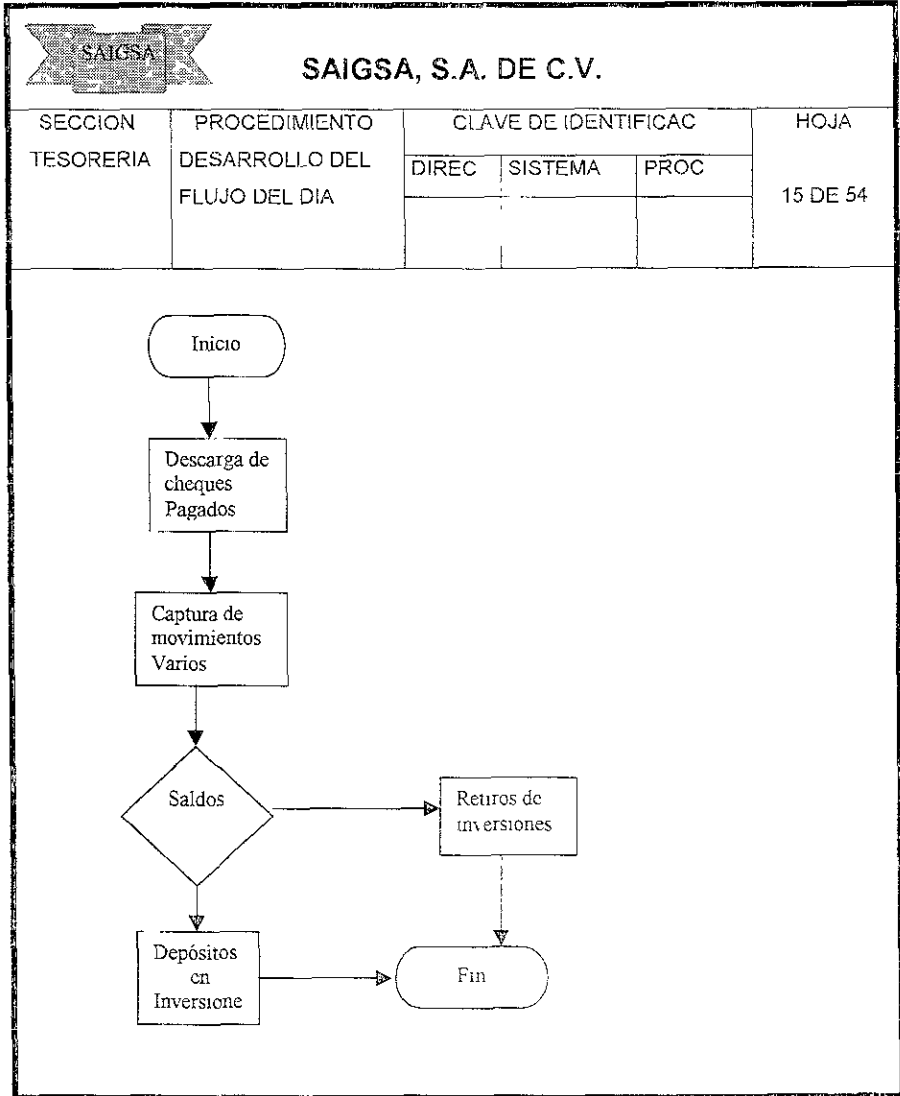 SAIGSA
SAIGSA, S.A. DE C.V.
SECCION PROCEDIMIENTO CLAVE DE IDENTIFICAC HOJA
TESORERIA DESARROLLO DEL DIREC SISTEMA PROC
FLUJO DEL DIA 15 DE 54
Inicio
Descarga de
cheques
Pagados
Captura de
movimientos
Varios
Saldos
Retiros de
inversiones
Depósitos
en
Inversione
Fin